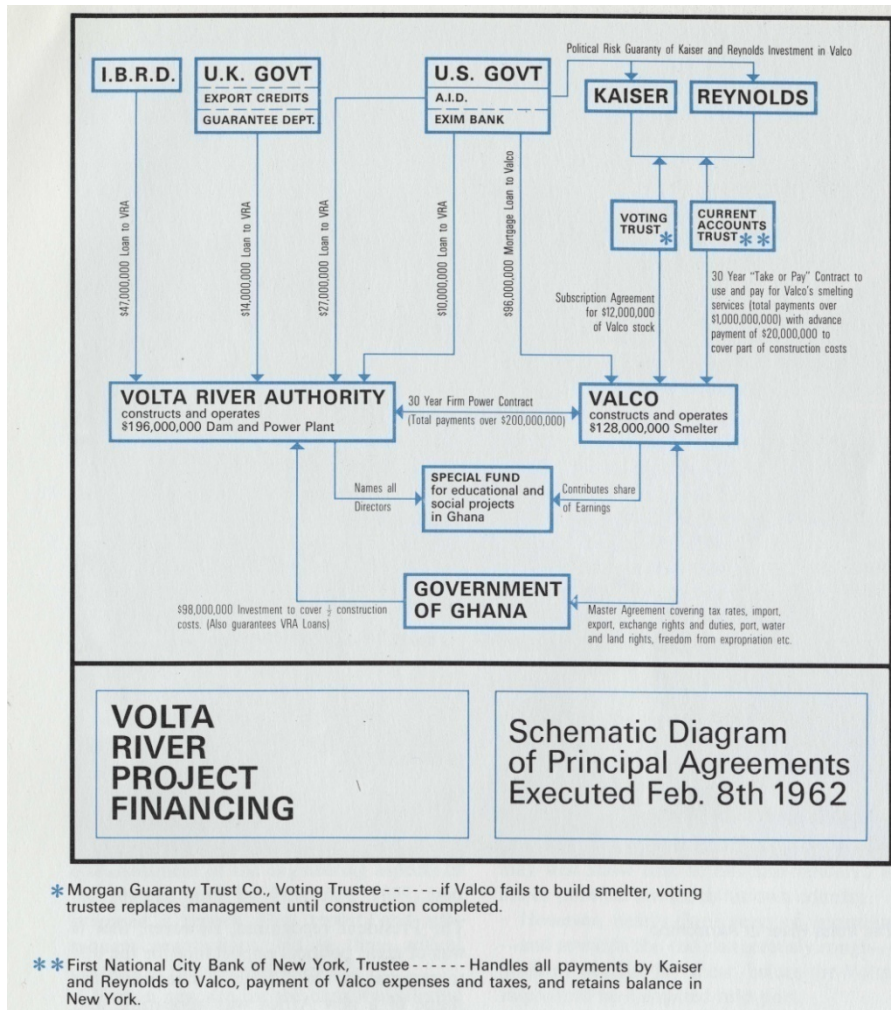 Political Risk Guaranty of Kaiser and Reynolds Investment in Valco
I.B.R.D.
U.K. GOVT
EXPORT CREDITS
GUARANTEE DEPT.
U.S. GOVT
A.I.D.
EXIM BANK
KAISER
REYNOLDS
$47,000,000 Loan to VRA
$14,000,000 Loan to VRA
$27,000,000 Loan to VRA
$10,000,000 Loan to VRA
$96,000,000 Mortgage Loan to Valco
VOTING
TRUST *
CURRENT
ACCOUNTS
TRUST * *
Subscription Agreement
for $12,000,000
of Valco stock
30 Year "Take or Pay" Contract to
use and pay for Valco's smelting
services (total payments over
$1,000,000,000) with advance
payment of $20,000,000 to
cover part of construction costs
VOLTA RIVER AUTHORITY
constructs and operates
$196,000,000 Dam and Power Plant
30 Year Firm Power Contract
(Total payments over $200,000,000)
VALCO
constructs and operates
$128,000,000 Smelter
Names all
Directors
SPECIAL FUND
for educational and
social projects
in Ghana
Contributes share
of Earnings
$98,000,000 Investment to cover ½ construction
costs. (Also guarantees VRA Loans)
GOVERNMENT
OF GHANA
Master Agreement covering tax rates, import,
export, exchange rights and duties, port, water
and land rights, freedom from expropriation etc.
VOLTA
RIVER
PROJECT
FINANCING
Schematic Diagram
of Principal Agreements
Executed Feb. 8th 1962
* Morgan Guaranty Trust Co., Voting Trustee - - - - - - if Valco fails to build smelter, voting
trustee replaces management until construction completed.
* * First National City Bank of New York, Trustee - - - - - - Handles all payments by Kaiser
and Reynolds to Valco, payment of Valco expenses and taxes, and retains balance in
New York.